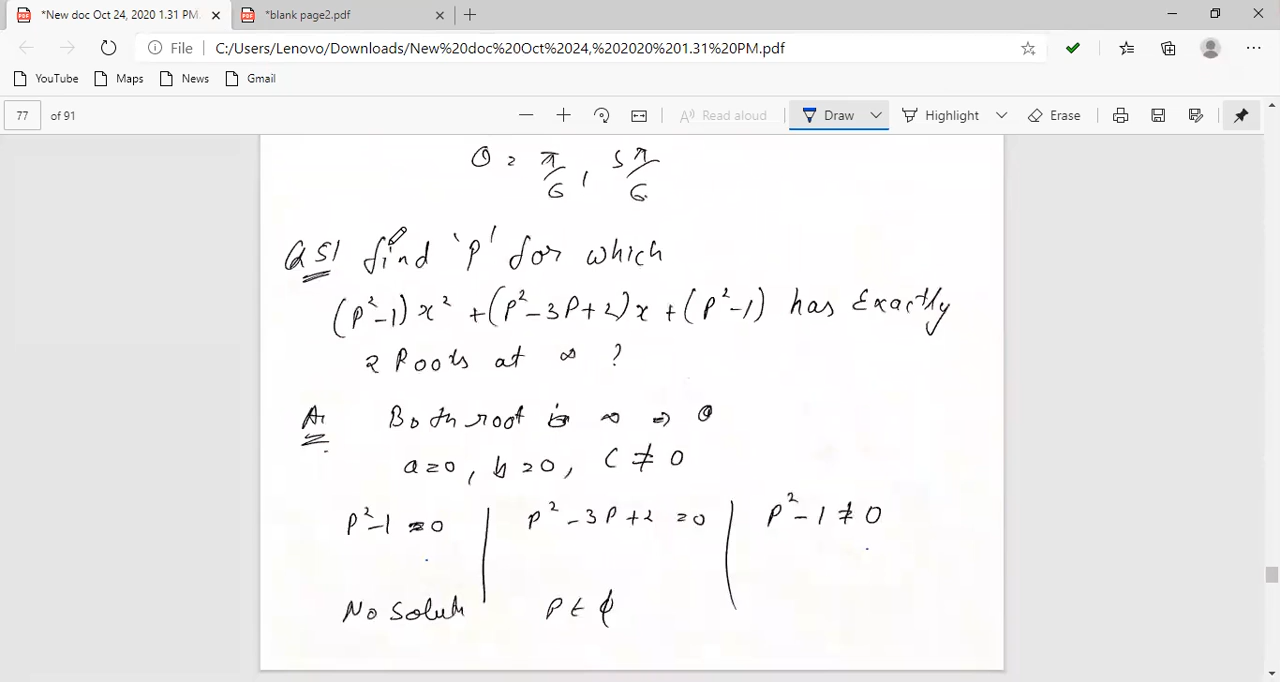 *New doc Oct 24, 2020 1.31 PM.p
*blank page2.pdf
File C:/Users/Lenovo/Downloads/New%20doc%20Oct%2024,%202020%201.31%20PM.pdf
YouTube Maps News Gmail
77 of 91 Read aloud Draw Highlight Erase
θ = π/6, 5π/6
Q51 find 'P' for which
(P²-1)x² + (P²-3P+2)x + (P²-1) has Exactly
2 Roots at ∞ ?
A:
Both root is ∞ ⇒
a=0, b=0, C ≠ 0
P²-1 = 0 | P²-3P+2 = 0 | P²-1 ≠ 0
No solutn P ∈ ϕ